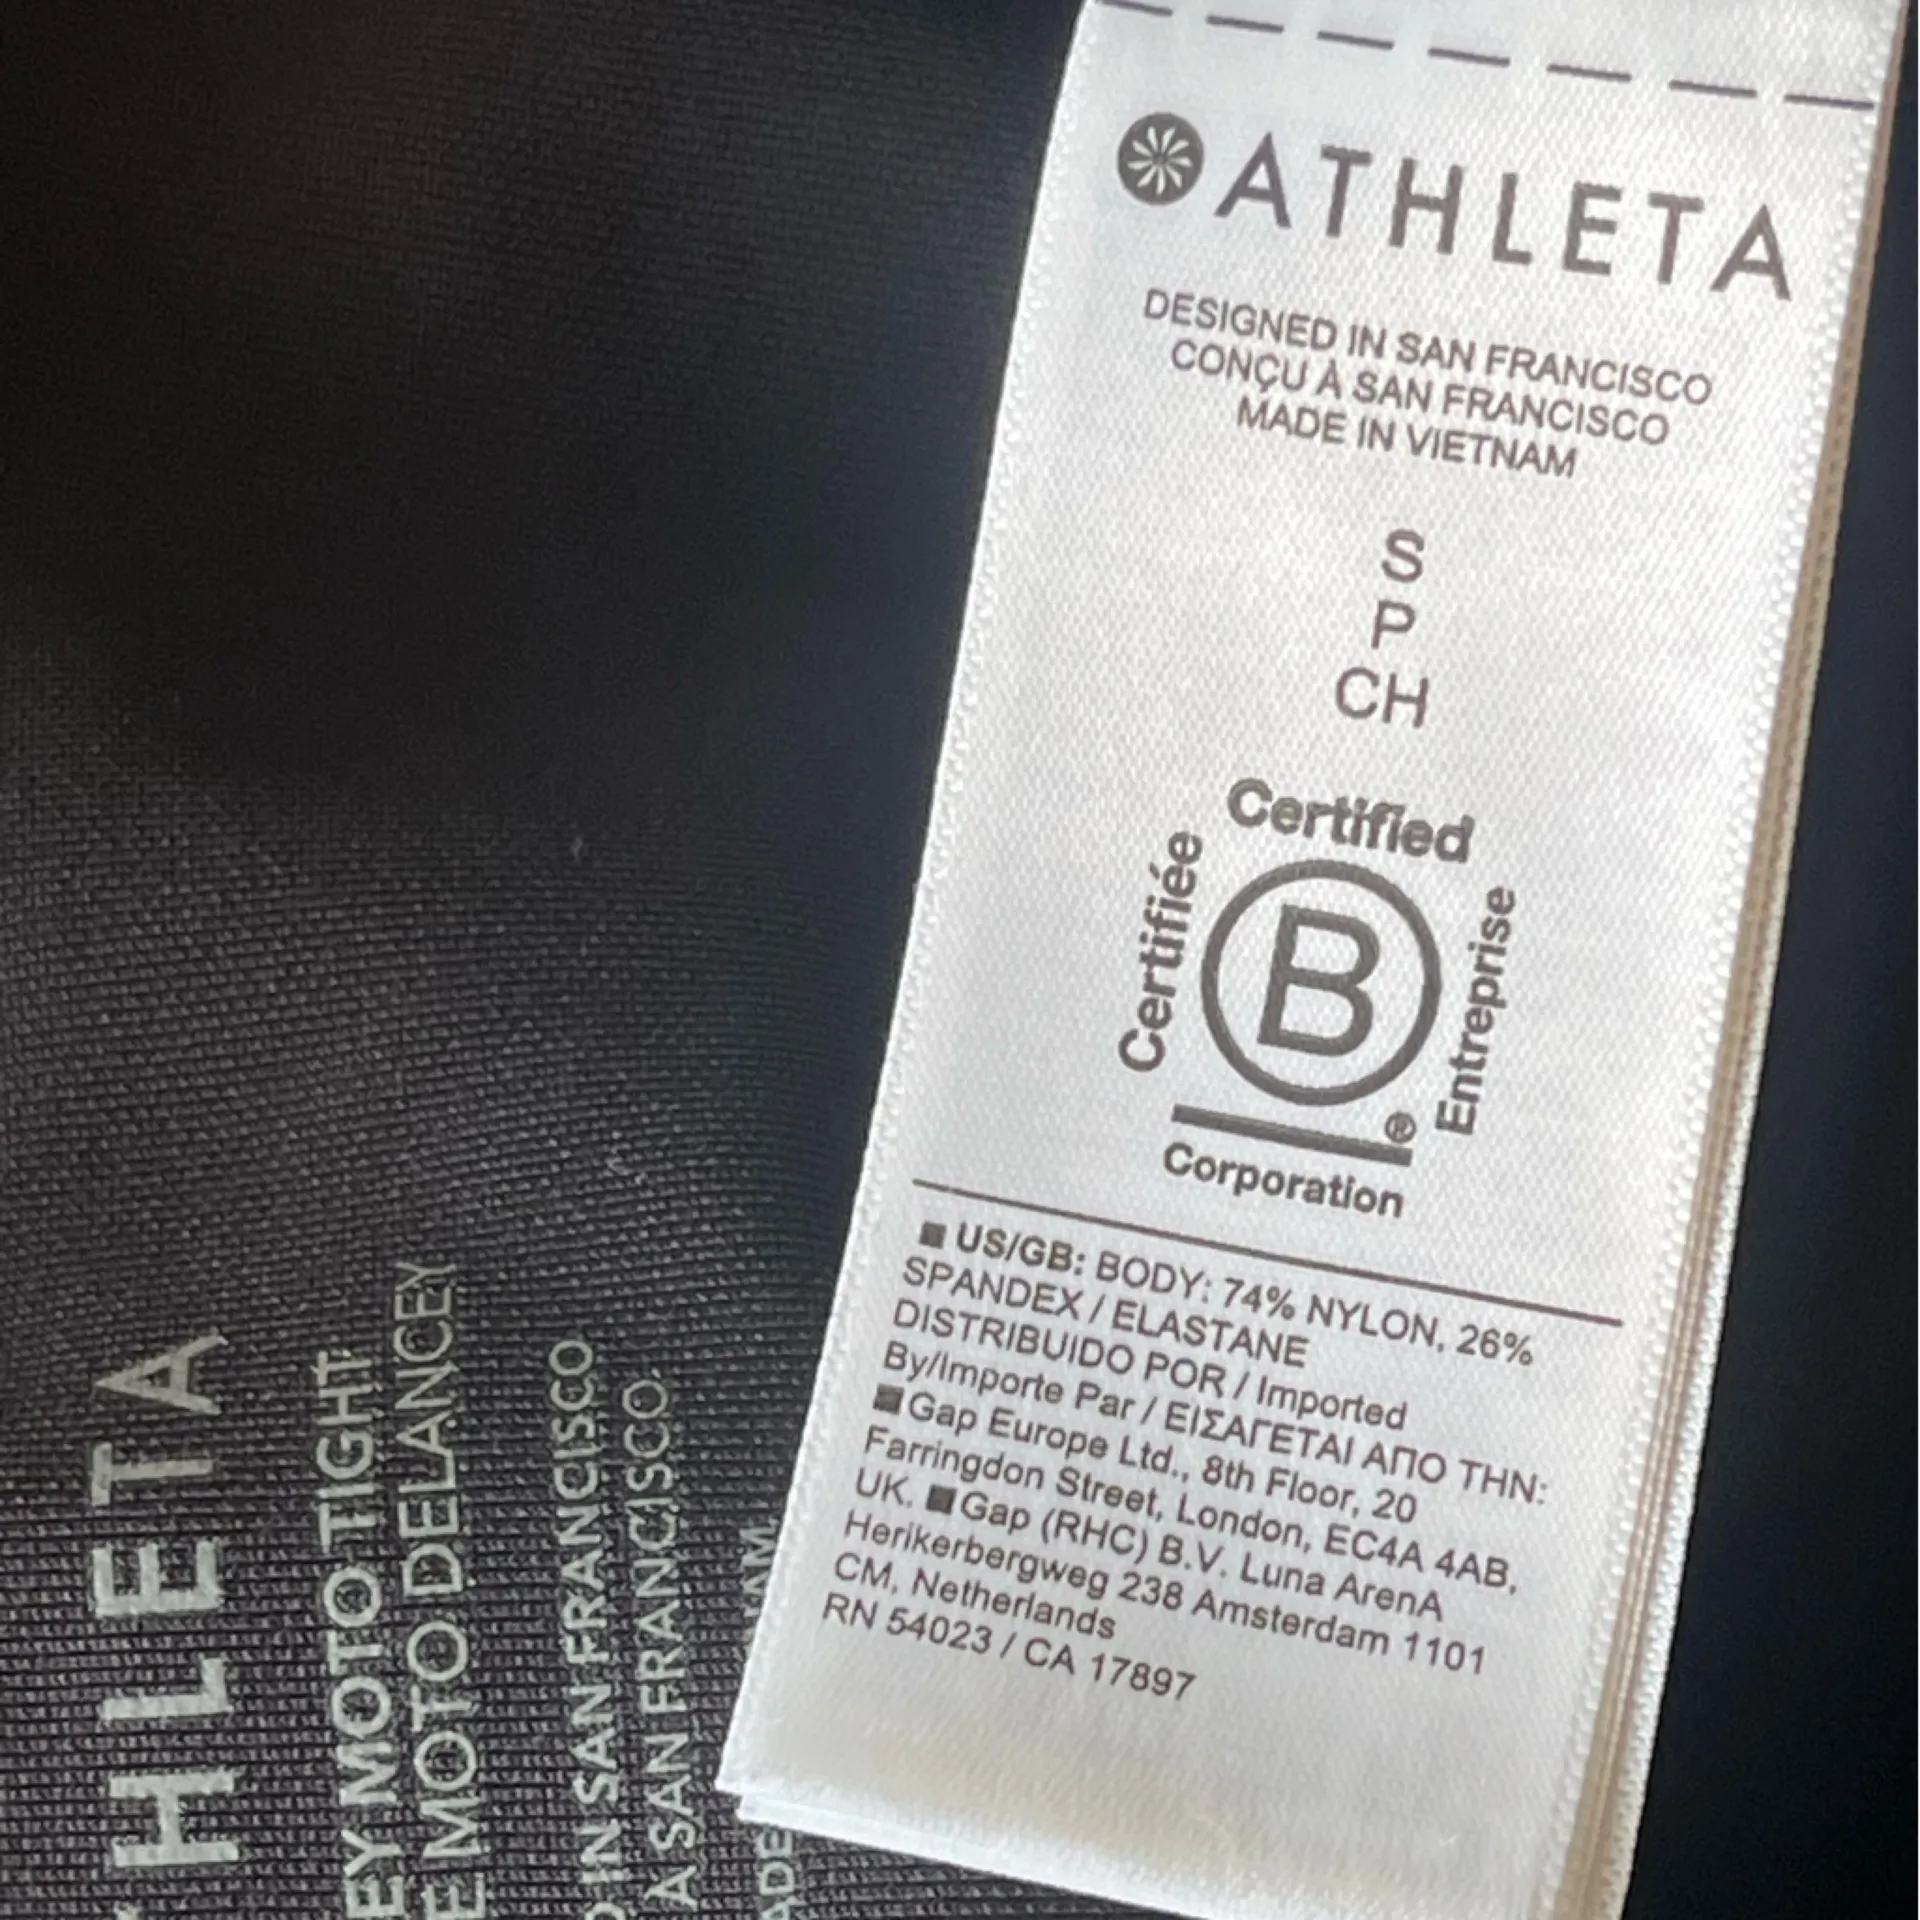 ATHLETA
DESIGNED IN SAN FRANCISCO
CONÇU À SAN FRANCISCO
MADE IN VIETNAM
S
P
CH
Certified
Certifiée
B
Entreprise
®
Corporation
■ US/GB: BODY: 74% NYLON, 26%
SPANDEX / ELASTANE
DISTRIBUIDO POR / Imported
By/Importe Par / ΕΙΣΑΓΕΤΑΙ ΑΠΟ ΤΗΝ:
■ Gap Europe Ltd., 8th Floor, 20
Farringdon Street, London, EC4A 4AB,
UK. ■ Gap (RHC) B.V. Luna ArenA
Herikerbergweg 238 Amsterdam 1101
CM, Netherlands
RN 54023 / CA 17897
HLETA
EY MOTO TIGHT
E MOTO DELANCEY
IN SAN FRANCISCO
À SAN FRANCISCO